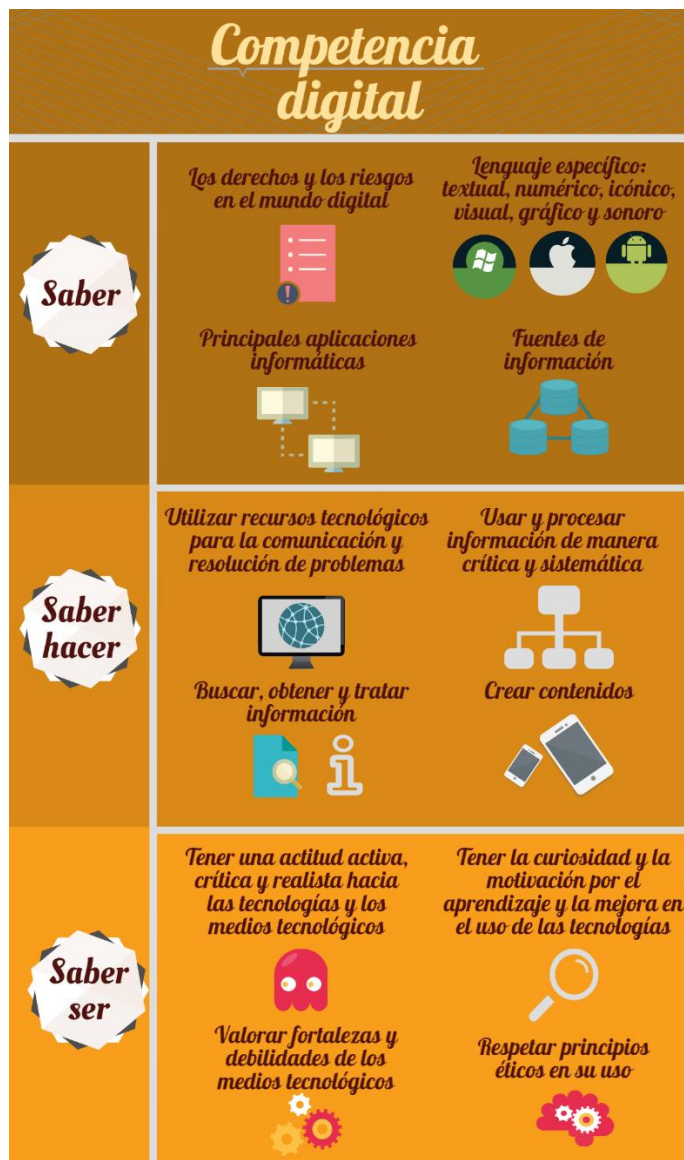 Competencia
digital
Saber
Los derechos y los riesgos
en el mundo digital
Lenguaje específico:
textual, numérico, icónico,
visual, gráfico y sonoro
Principales aplicaciones
informáticas
Fuentes de
información
Saber
hacer
Utilizar recursos tecnológicos
para la comunicación y
resolución de problemas
Usar y procesar
información de manera
crítica y sistemática
Buscar, obtener y tratar
información
Crear contenidos
Saber
ser
Tener una actitud activa,
crítica y realista hacia
las tecnologías y los
medios tecnológicos
Tener la curiosidad y la
motivación por el
aprendizaje y la mejora en
el uso de las tecnologías
Valorar fortalezas y
debilidades de los
medios tecnológicos
Respetar principios
éticos en su uso